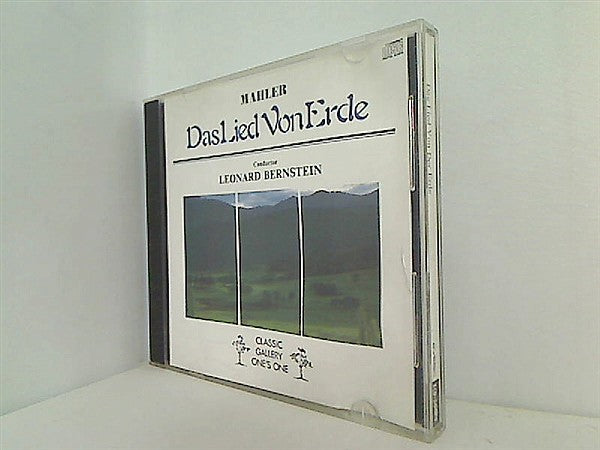 MAHLER
Das Lied Von Erde
Conductor
LEONARD BERNSTEIN
CLASSIC
GALLERY
ONE'S ONE